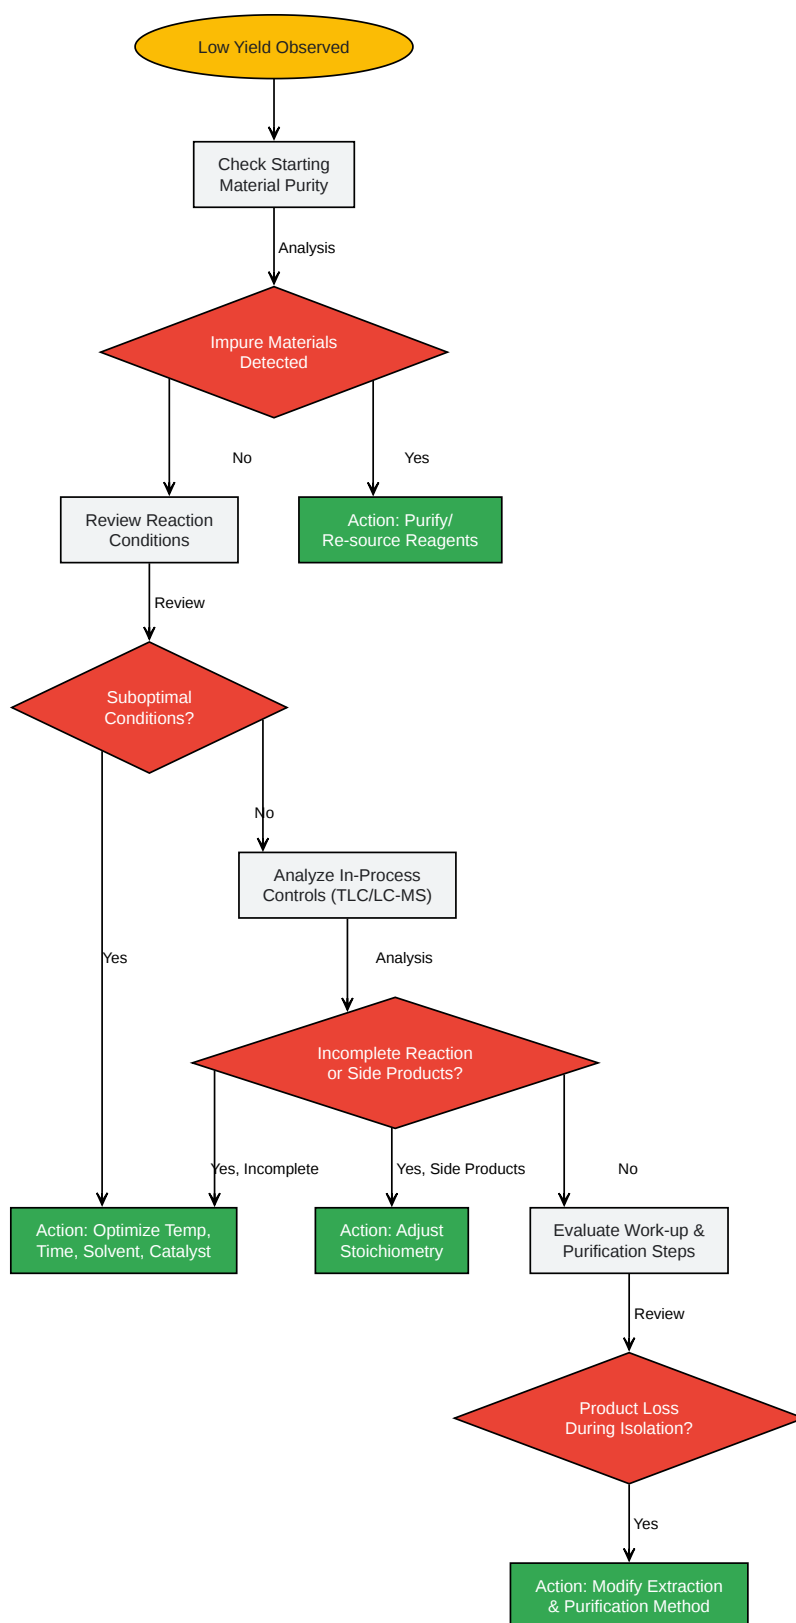 Low Yield Observed
Check Starting
Material Purity
Analysis
Impure Materials
Detected
No
Yes
Review Reaction
Conditions
Action: Purify/
Re-source Reagents
Review
Suboptimal
Conditions?
No
Analyze In-Process
Controls (TLC/LC-MS)
Yes
Analysis
Incomplete Reaction
or Side Products?
Yes, Incomplete
Yes, Side Products
No
Action: Optimize Temp,
Time, Solvent, Catalyst
Action: Adjust
Stoichiometry
Evaluate Work-up &
Purification Steps
Review
Product Loss
During Isolation?
Yes
Action: Modify Extraction
& Purification Method